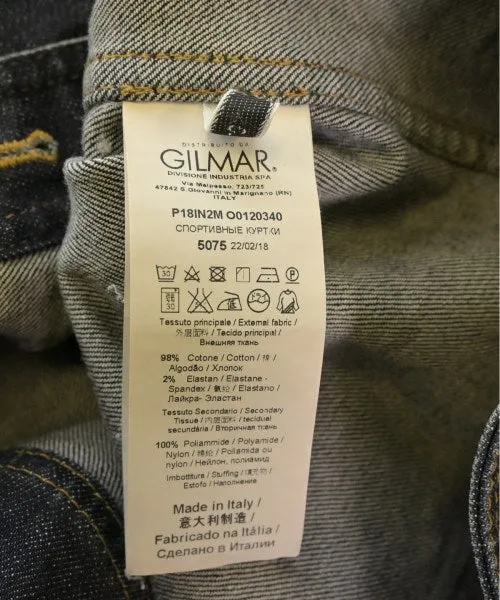 DISTRIBUITO DA
GILMAR®
DIVISIONE INDUSTRIA SPA
Via Malpasso, 723/725
47842 S.Giovanni in Marignano (RN)
ITALY
P18IN2M O0120340
СПОРТИВНЫЕ КУРТКИ
5075 22/02/18
30 P
30
Tessuto principale / External fabric /
外层面料 / Tecido principal /
Внешняя ткань
98% Cotone / Cotton / 棉 /
Algodão / Хлопок
2% Elastan / Elastane -
Spandex / 氨纶 / Elastano /
Лайкра- Эластан
Tessuto Secondario / Secondary
Tissue / 内层面料 / tecidual
secundária / Вторичная ткань
100% Poliammide / Polyamide /
Nylon / 锦纶 / Poliamida ou
nylon / Нейлон, полиамид
Imbottitura / Stuffing / 填充物 /
Estofo / Наполнение
Made in Italy /
意大利制造 /
Fabricado na Itália /
Сделано в Италии